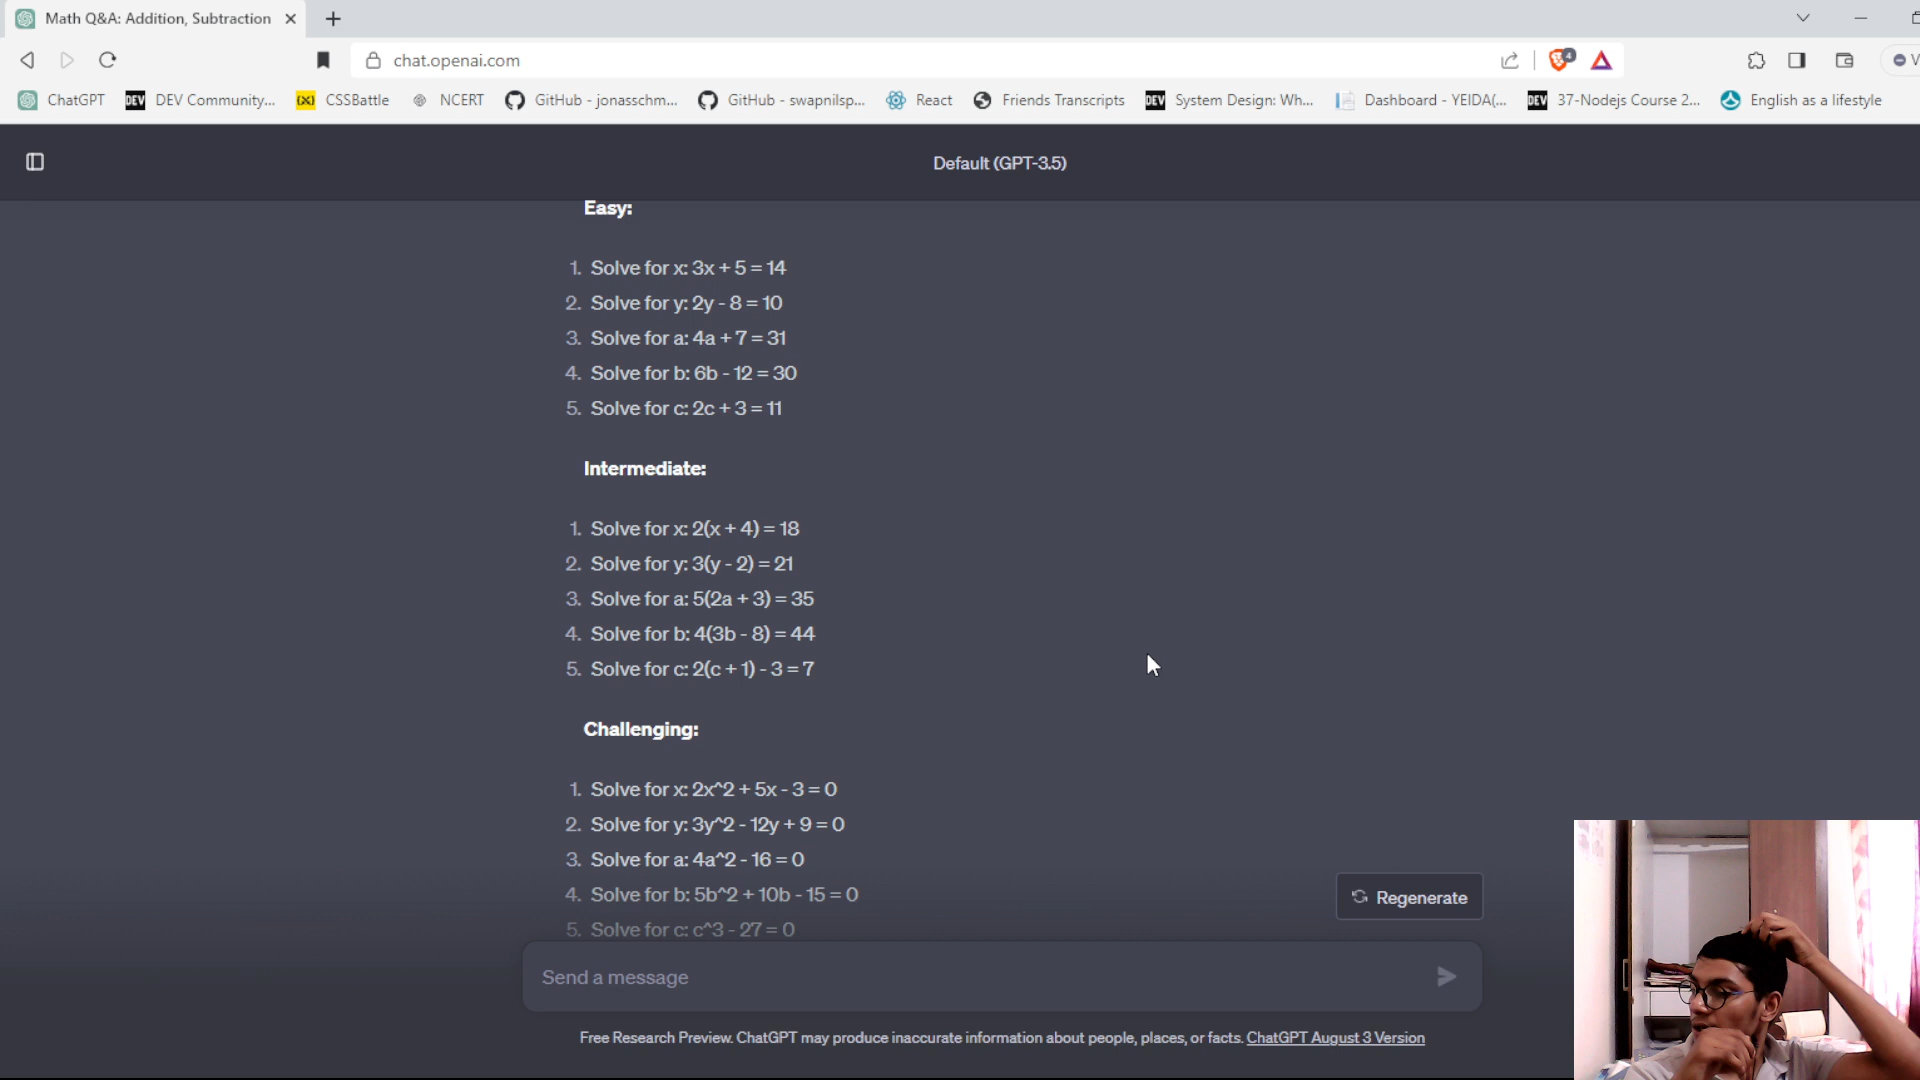 Math Q&A: Addition, Subtraction
chat.openai.com
4
V
ChatGPT DEV DEV Community... CSSBattle NCERT GitHub - jonasschm... GitHub - swapnilsp... React Friends Transcripts DEV System Design: Wh... Dashboard - YEIDA(... DEV 37-Nodejs Course 2... English as a lifestyle
Default (GPT-3.5)
Easy:
1. Solve for x: 3x + 5 = 14
2. Solve for y: 2y - 8 = 10
3. Solve for a: 4a + 7 = 31
4. Solve for b: 6b - 12 = 30
5. Solve for c: 2c + 3 = 11
Intermediate:
1. Solve for x: 2(x + 4) = 18
2. Solve for y: 3(y - 2) = 21
3. Solve for a: 5(2a + 3) = 35
4. Solve for b: 4(3b - 8) = 44
5. Solve for c: 2(c + 1) - 3 = 7
Challenging:
1. Solve for x: 2x^2 + 5x - 3 = 0
2. Solve for y: 3y^2 - 12y + 9 = 0
3. Solve for a: 4a^2 - 16 = 0
4. Solve for b: 5b^2 + 10b - 15 = 0
5. Solve for c: c^3 - 27 = 0
Regenerate
Send a message
Free Research Preview. ChatGPT may produce inaccurate information about people, places, or facts. ChatGPT August 3 Version